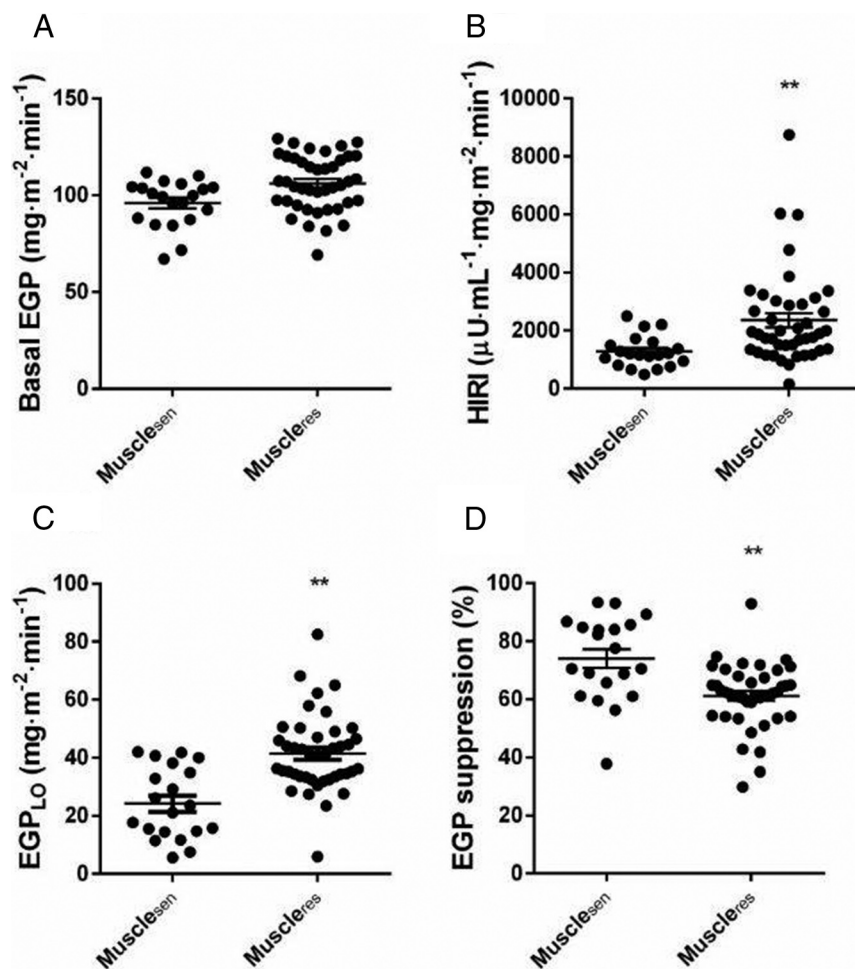 A
Basal EGP (mg·m⁻²·min⁻¹)
150
100
50
0
Musclesen
Muscleres
B
HIRI (μU·mL⁻¹·mg·m⁻²·min⁻¹)
**
10000
8000
6000
4000
2000
0
Musclesen
Muscleres
C
EGPLO (mg·m⁻²·min⁻¹)
**
100
80
60
40
20
0
Musclesen
Muscleres
D
EGP suppression (%)
**
100
80
60
40
20
0
Musclesen
Muscleres